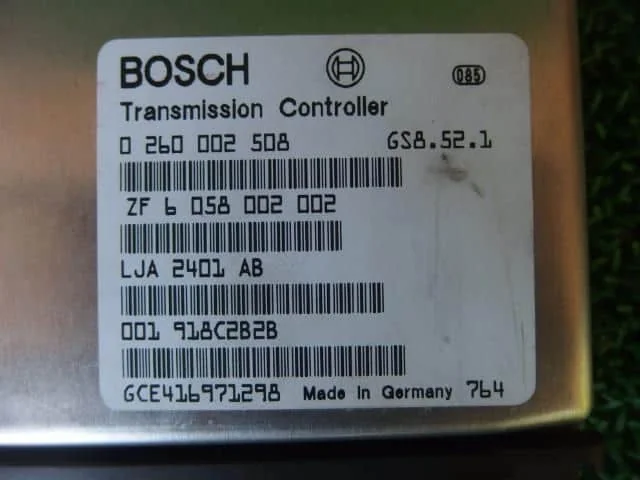 BOSCH 085
Transmission Controller
0 260 002 508 GS8.52.1
ZF 6 058 002 002
LJA 2401 AB
001 918C2B2B
GCE416971298 Made in Germany 764